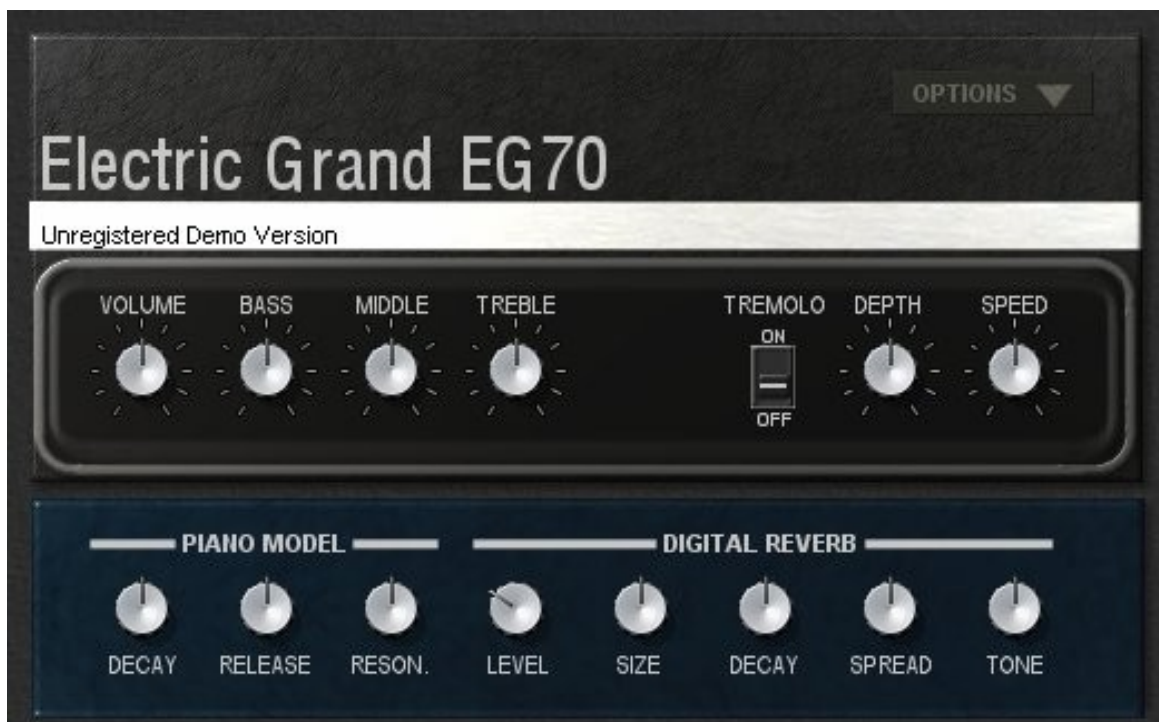 OPTIONS
Electric Grand EG70
Unregistered Demo Version
VOLUME BASS MIDDLE TREBLE TREMOLO DEPTH SPEED
ON
OFF
PIANO MODEL DIGITAL REVERB
DECAY RELEASE RESON. LEVEL SIZE DECAY SPREAD TONE